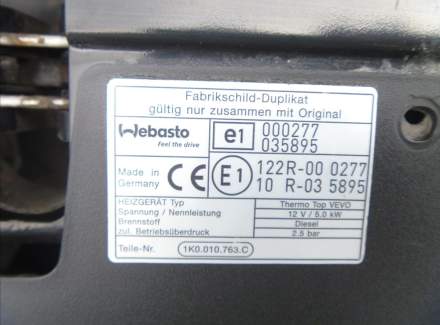 Fabrikschild-Duplikat
gültig nur zusammen mit Original
Webasto
Feel the drive
e1 000277
035895
Made in Germany
CE
E1 122R-00 0277
10 R-03 5895
HEIZGERÄT Typ Thermo Top VEVO
Spannung / Nennleistung 12 V / 5.0 kW
Brennstoff Diesel
zul. Betriebsüberdruck 2.5 bar
Teile-Nr. 1K0.010.763.C